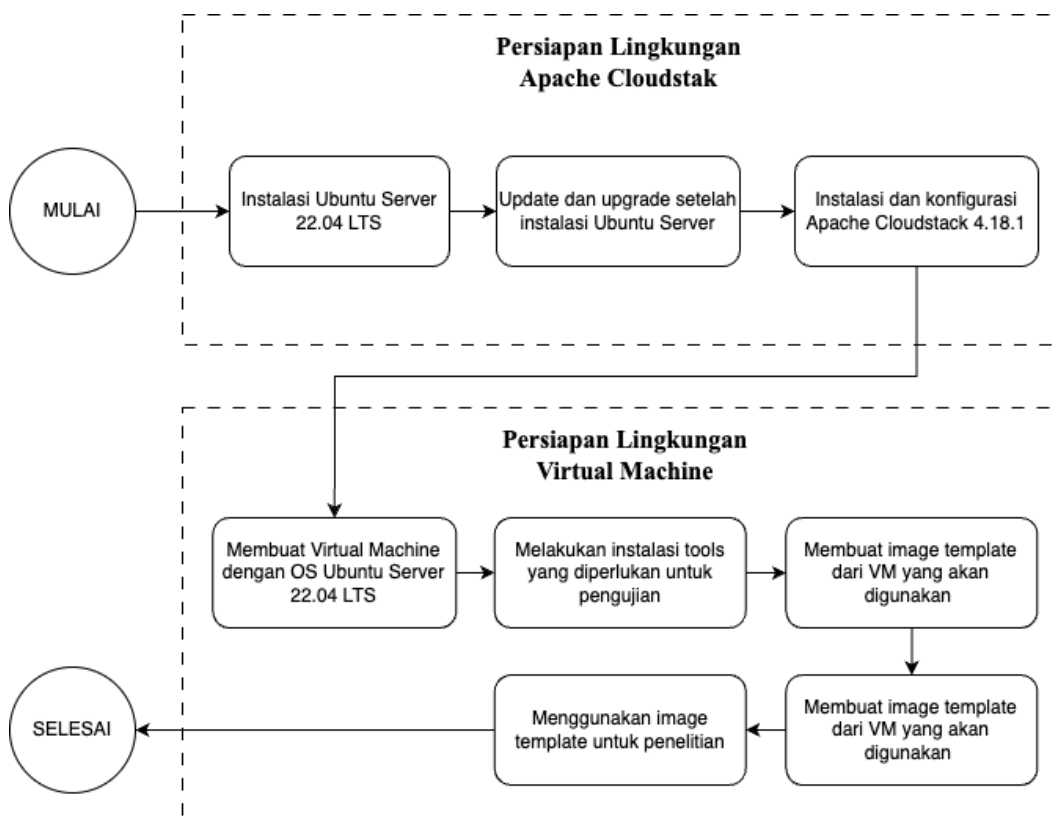 Persiapan Lingkungan
Apache Cloudstak
MULAI
Instalasi Ubuntu Server
22.04 LTS
Update dan upgrade setelah
instalasi Ubuntu Server
Instalasi dan konfigurasi
Apache Cloudstack 4.18.1
Persiapan Lingkungan
Virtual Machine
Membuat Virtual Machine
dengan OS Ubuntu Server
22.04 LTS
Melakukan instalasi tools
yang diperlukan untuk
pengujian
Membuat image template
dari VM yang akan
digunakan
Membuat image template
dari VM yang akan
digunakan
Menggunakan image
template untuk penelitian
SELESAI